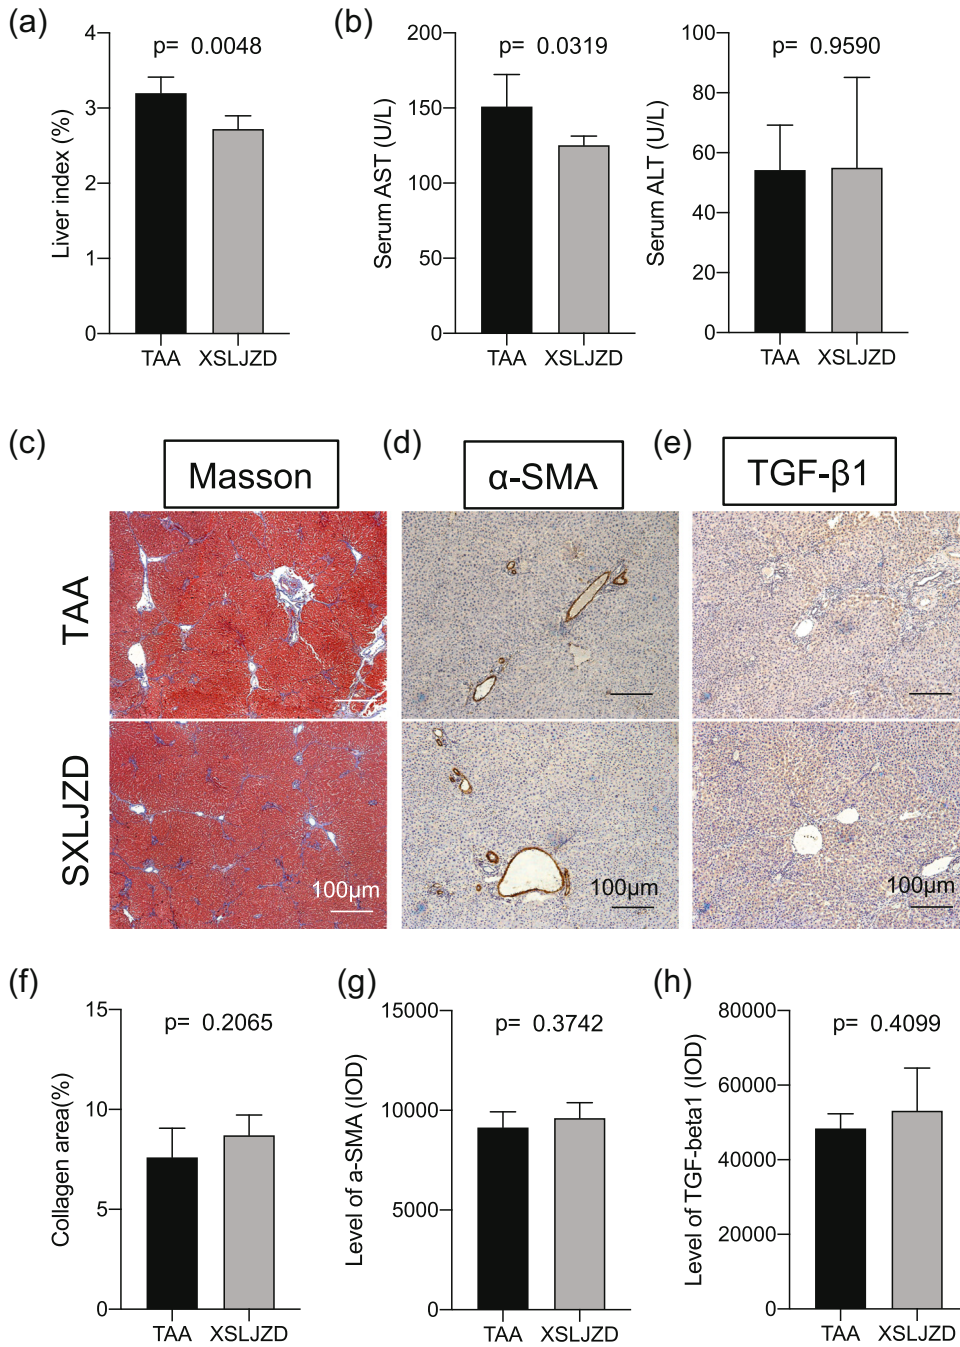 (a)
4
3
2
1
0
Liver index (%)
p= 0.0048
TAA XSLJZD
(b)
200
150
100
50
0
Serum AST (U/L)
p= 0.0319
TAA XSLJZD
100
80
60
40
20
0
Serum ALT (U/L)
p= 0.9590
TAA XSLJZD
(c)
Masson
(d)
α-SMA
(e)
TGF-β1
TAA
SXLJZD
100μm
100μm
100μm
(f)
15
10
5
0
Collagen area(%)
p= 0.2065
TAA XSLJZD
(g)
15000
10000
5000
0
Level of a-SMA (IOD)
p= 0.3742
TAA XSLJZD
(h)
80000
60000
40000
20000
0
Level of TGF-beta1 (IOD)
p= 0.4099
TAA XSLJZD